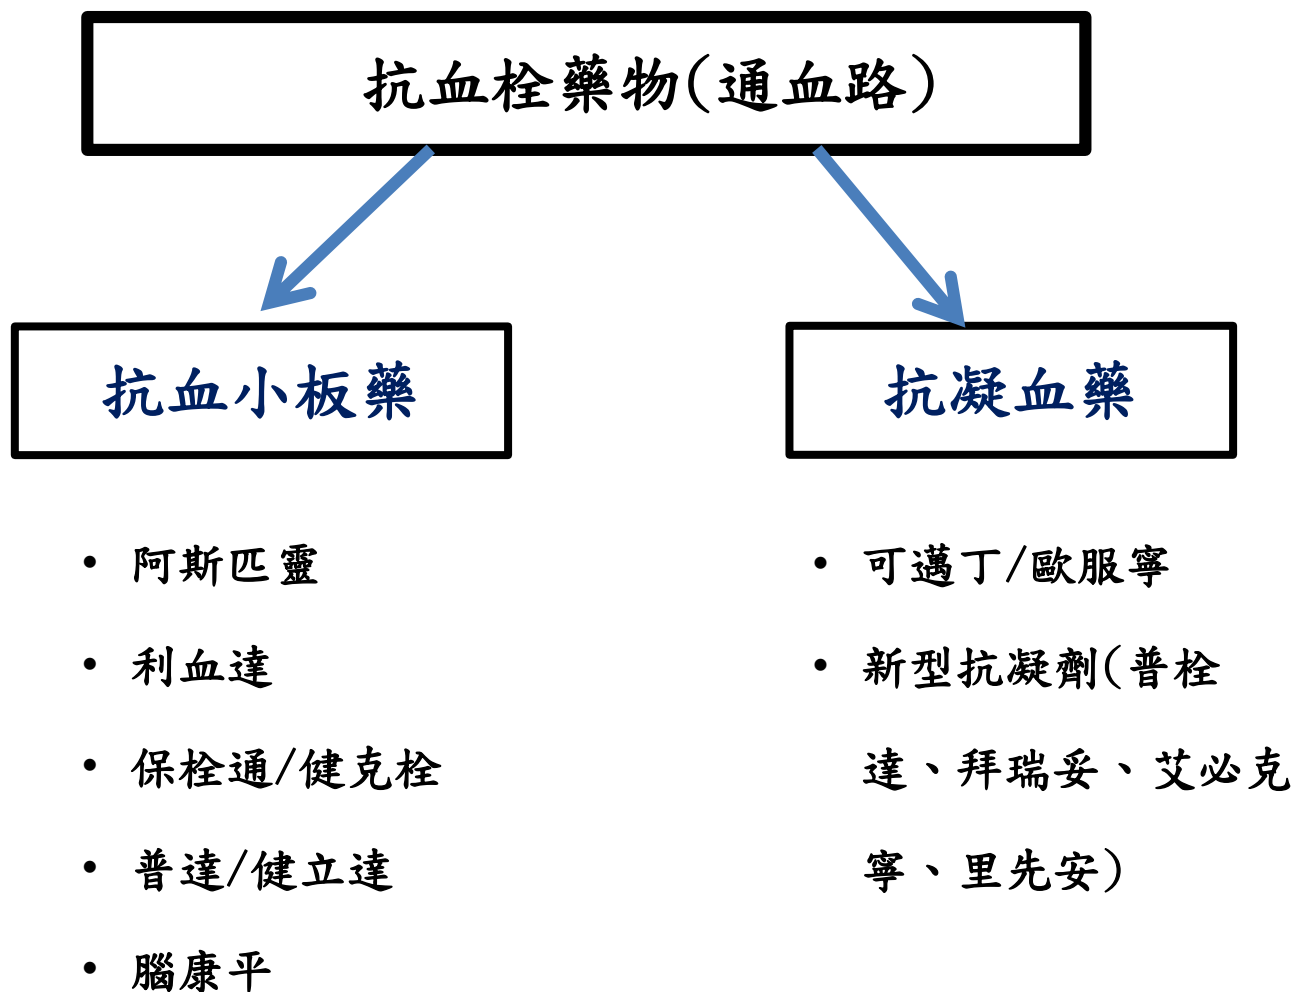 抗血栓藥物(通血路)
抗血小板藥
抗凝血藥
• 阿斯匹靈
• 利血達
• 保栓通/健克栓
• 普達/健立達
• 腦康平
• 可邁丁/歐服寧
• 新型抗凝劑(普栓
達、拜瑞妥、艾必克
寧、里先安)